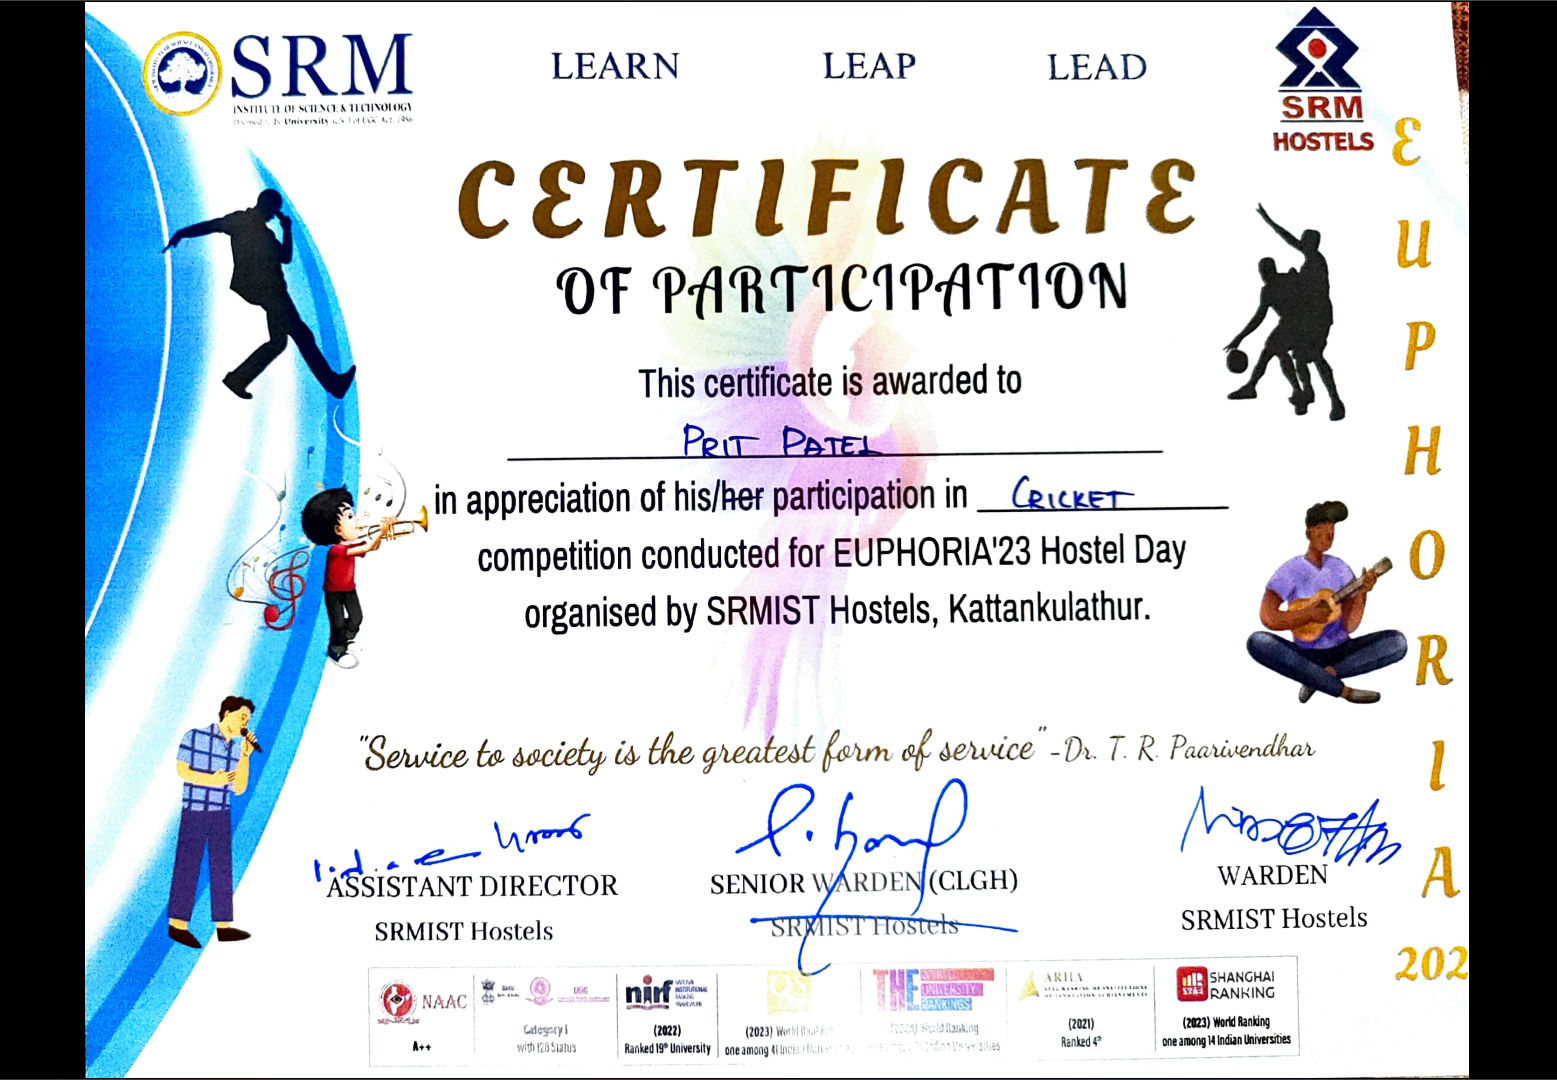 SRM
INSTITUTE OF SCIENCE & TECHNOLOGY
Deemed to be University u/s 3 of UGC Act, 1956
LEARN LEAP LEAD
SRM
HOSTELS
CERTIFICATE
OF PARTICIPATION
This certificate is awarded to
PRIT PATEL
in appreciation of his/her participation in CRICKET
competition conducted for EUPHORIA'23 Hostel Day
organised by SRMIST Hostels, Kattankulathur.
"Service to society is the greatest form of service" - Dr. T. R. Paarivendhar
ASSISTANT DIRECTOR
SRMIST Hostels
SENIOR WARDEN (CLGH)
SRMIST Hostels
WARDEN
SRMIST Hostels
EUPHORIA
202
NAAC
A++
UGC
Category I
with 12B Status
nirf
(2022)
Ranked 19th University
QS
(2023) World
one among 41 Indian Universities
THE
WORLD
UNIVERSITY
RANKINGS
World Ranking
Indian Universities
ARIIA
ATAL RANKING OF INSTITUTIONS
ON INNOVATION ACHIEVEMENTS
(2021)
Ranked 4th
SHANGHAI
RANKING
(2023) World Ranking
one among 14 Indian Universities